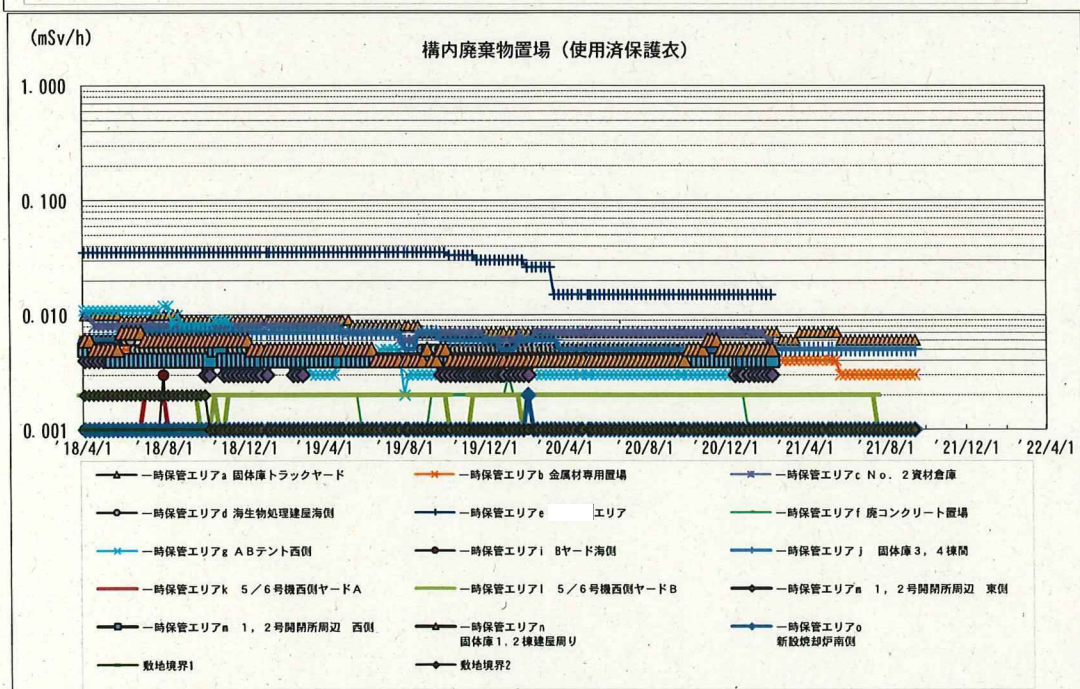 (mSv/h)
構内廃棄物置場（使用済保護衣）
1.000
0.100
0.010
0.001
'18/4/1 '18/8/1 '18/12/1 '19/4/1 '19/8/1 '19/12/1 '20/4/1 '20/8/1 '20/12/1 '21/4/1 '21/8/1 '21/12/1 '22/4/1
一時保管エリアa 固体庫トラックヤード 一時保管エリアb 金属材専用置場 一時保管エリアc No. 2資材倉庫
一時保管エリアd 海生物処理建屋海側 一時保管エリアe エリア 一時保管エリアf 廃コンクリート置場
一時保管エリアg ABテント西側 一時保管エリアi Bヤード海側 一時保管エリアj 固体庫3，4棟間
一時保管エリアk 5／6号機西側ヤードA 一時保管エリアl 5／6号機西側ヤードB 一時保管エリアm 1，2号開閉所周辺 東側
一時保管エリアm 1，2号開閉所周辺 西側 一時保管エリアn 一時保管エリアo
固体庫1,2棟建屋周り 新設焼却炉南側
敷地境界1 敷地境界2